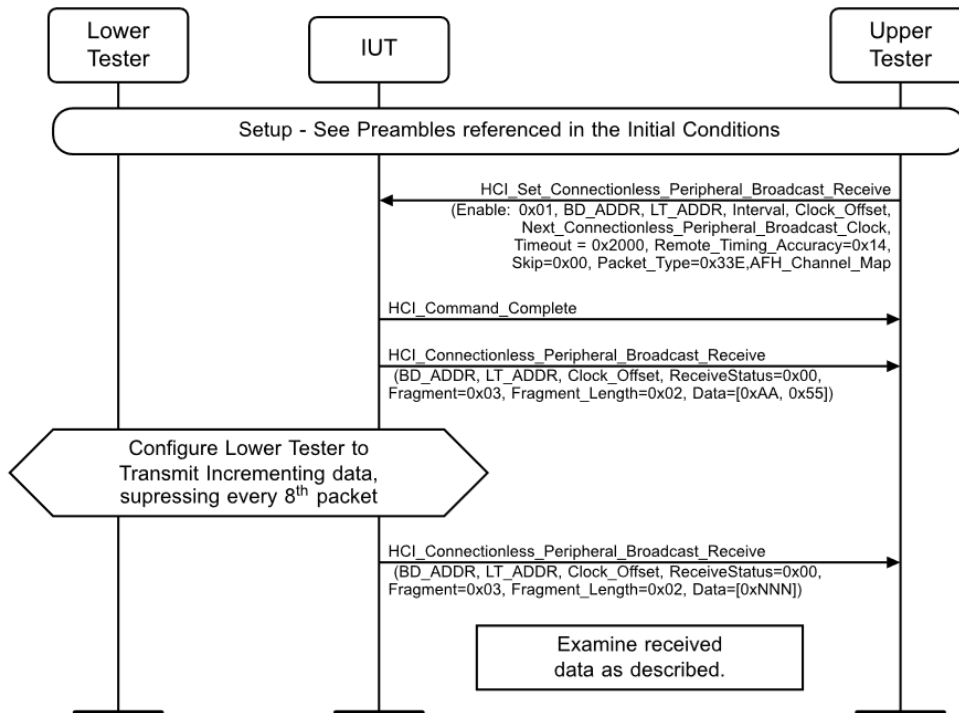 Lower
Tester
IUT
Upper
Tester
Setup - See Preambles referenced in the Initial Conditions
HCI_Set_Connectionless_Peripheral_Broadcast_Receive
(Enable: 0x01, BD_ADDR, LT_ADDR, Interval, Clock_Offset,
Next_Connectionless_Peripheral_Broadcast_Clock,
Timeout = 0x2000, Remote_Timing_Accuracy=0x14,
Skip=0x00, Packet_Type=0x33E,AFH_Channel_Map
HCI_Command_Complete
HCI_Connectionless_Peripheral_Broadcast_Receive
(BD_ADDR, LT_ADDR, Clock_Offset, ReceiveStatus=0x00,
Fragment=0x03, Fragment_Length=0x02, Data=[0xAA, 0x55])
Configure Lower Tester to
Transmit Incrementing data,
supressing every 8th packet
HCI_Connectionless_Peripheral_Broadcast_Receive
(BD_ADDR, LT_ADDR, Clock_Offset, ReceiveStatus=0x00,
Fragment=0x03, Fragment_Length=0x02, Data=[0xNNN])
Examine received
data as described.